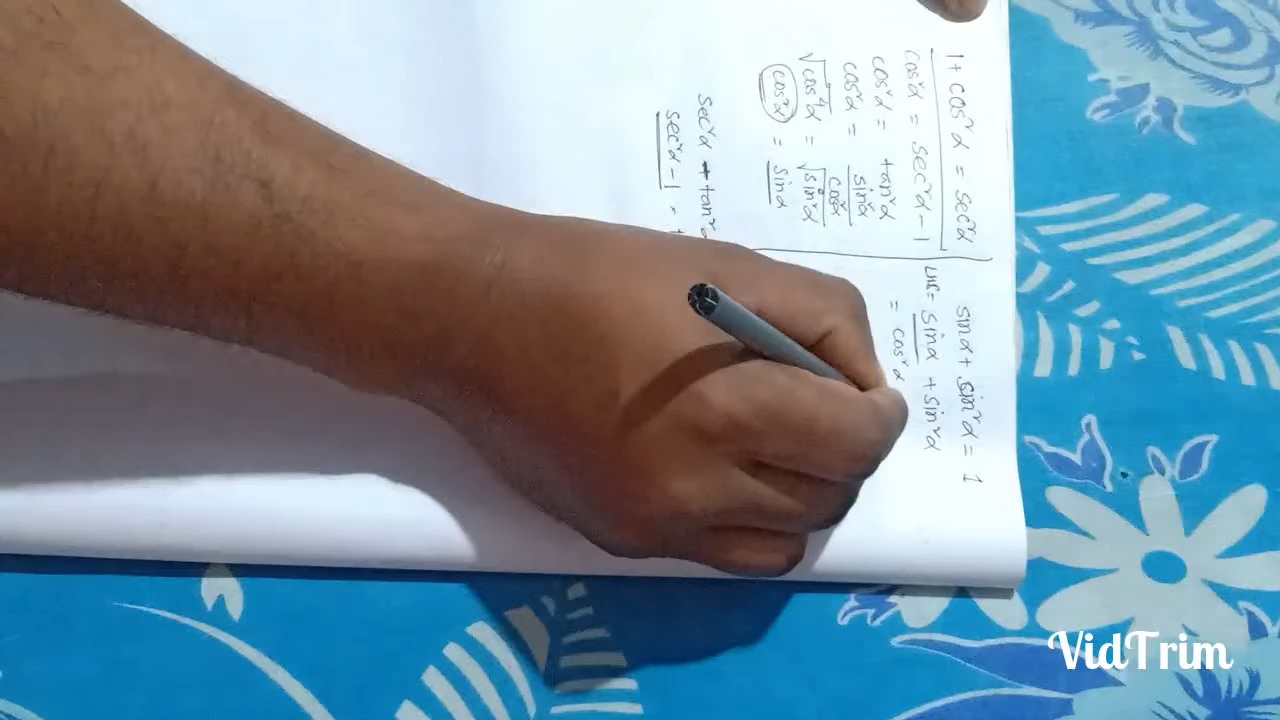 1 + cos²α = sec²α
cos²α = sec²α - 1
cos²α = tan²α
cos²α = sin²α / cos²α
√cos⁴α = √sin²α
cos²α = sinα
sec²α - tan²α
sec²α - 1 =
sinα + sin²α = 1
LHS = sinα + sin²α
= cos²α
VidTrim